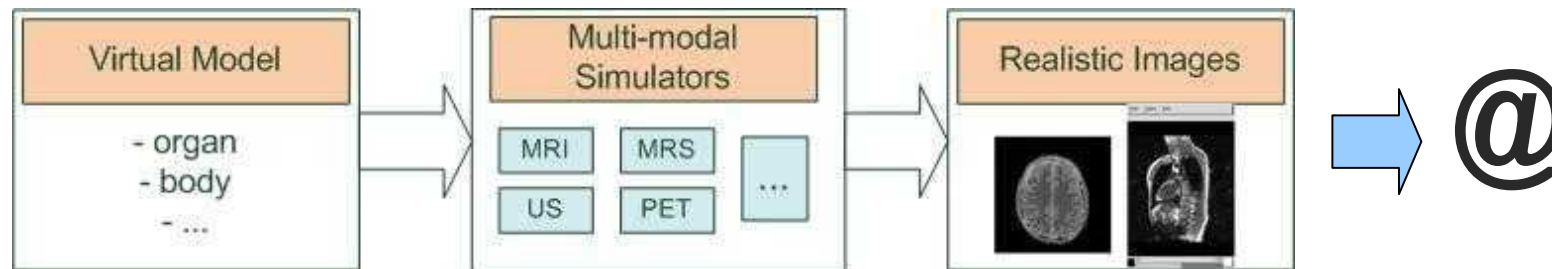 Virtual Model
- organ
- body
- ...
Multi-modal
Simulators
MRI
MRS
US
PET
...
Realistic Images
@